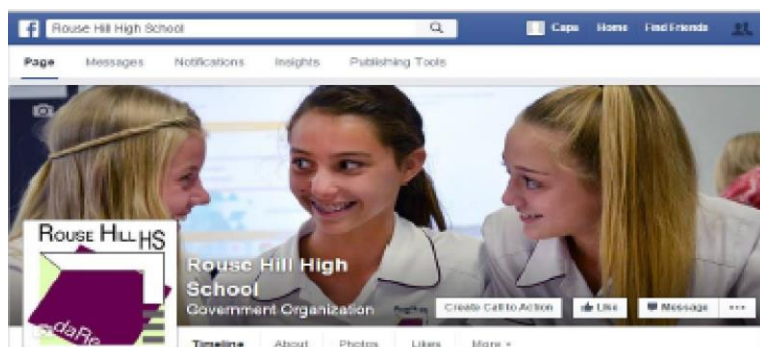 Rouse Hill High School
Capa Home Find Friends
Page Messages Notifications Insights Publishing Tools
ROUSE HILL HS
Rouse Hill High
School
Government Organization
Create Call to Action Like Message ...
Timeline About Photos Likes More